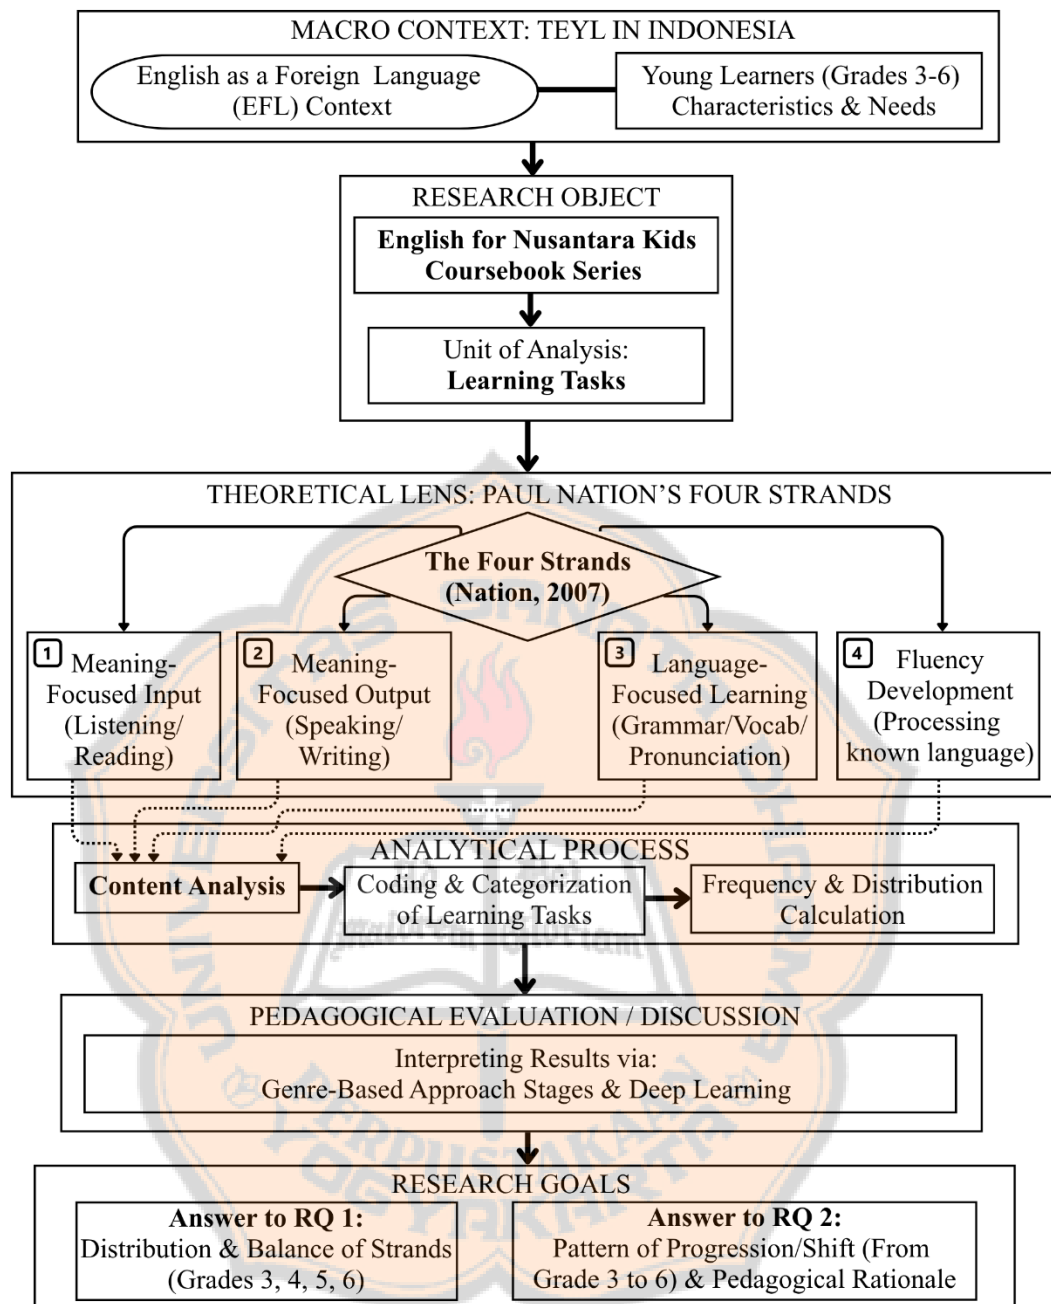 MACRO CONTEXT: TEYL IN INDONESIA
English as a Foreign Language
(EFL) Context
Young Learners (Grades 3-6)
Characteristics & Needs
RESEARCH OBJECT
English for Nusantara Kids
Coursebook Series
Unit of Analysis:
Learning Tasks
THEORETICAL LENS: PAUL NATION’S FOUR STRANDS
The Four Strands
(Nation, 2007)
1
Meaning-
Focused Input
(Listening/
Reading)
2
Meaning-
Focused Output
(Speaking/
Writing)
3
Language-
Focused Learning
(Grammar/Vocab/
Pronunciation)
4
Fluency
Development
(Processing
known language)
ANALYTICAL PROCESS
Content Analysis
Coding & Categorization
of Learning Tasks
Frequency & Distribution
Calculation
PEDAGOGICAL EVALUATION / DISCUSSION
Interpreting Results via:
Genre-Based Approach Stages & Deep Learning
RESEARCH GOALS
Answer to RQ 1:
Distribution & Balance of Strands
(Grades 3, 4, 5, 6)
Answer to RQ 2:
Pattern of Progression/Shift (From
Grade 3 to 6) & Pedagogical Rationale
UNIVERSITAS SANATA DHARMA
PERPUSTAKAAN
YOGYAKARTA